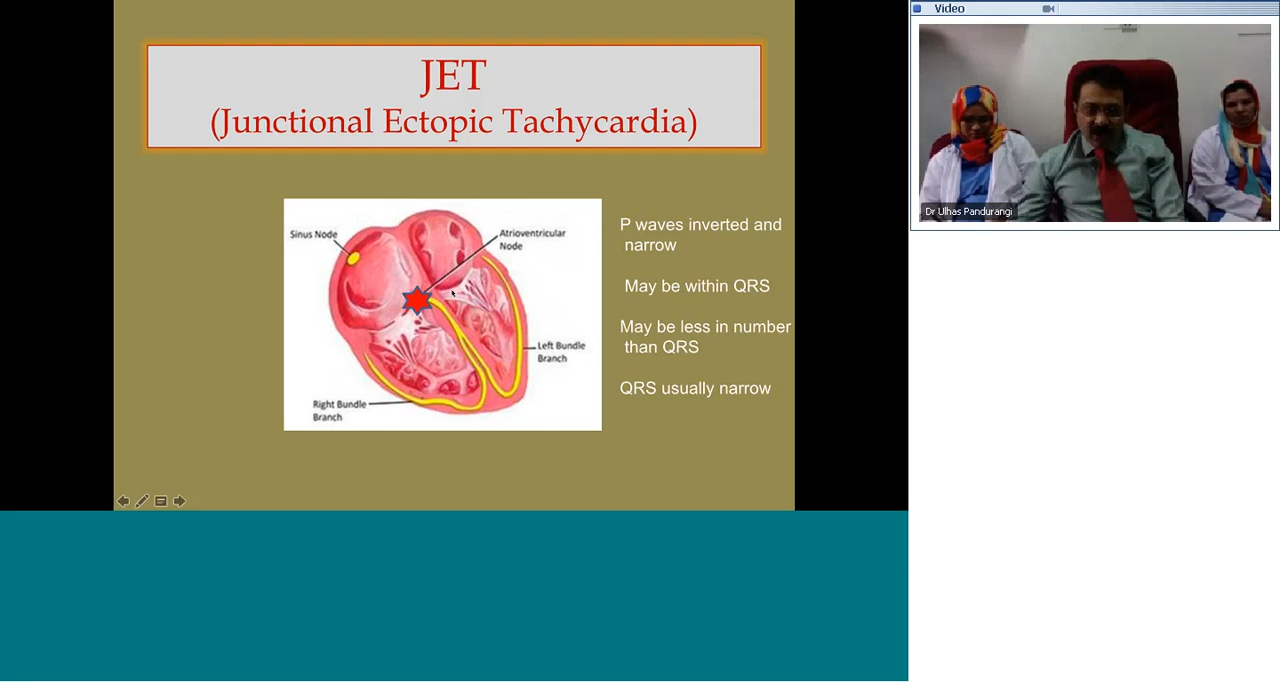 JET
(Junctional Ectopic Tachycardia)
Sinus Node
Atrioventricular
Node
Left Bundle
Branch
Right Bundle
Branch
P waves inverted and
narrow
May be within QRS
May be less in number
than QRS
QRS usually narrow
Video
Dr Ulhas Pandurangi